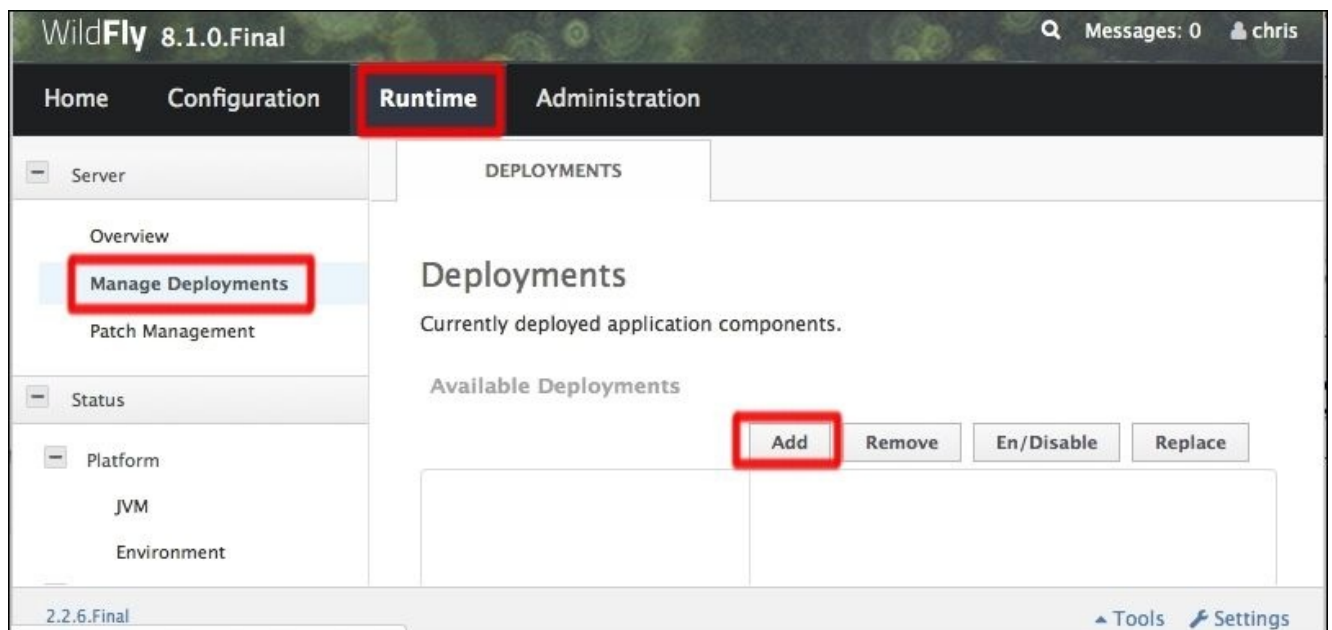 WildFly 8.1.0.Final
Messages: 0 chris
Home Configuration Runtime Administration
Server
Overview
Manage Deployments
Patch Management
Status
Platform
JVM
Environment
DEPLOYMENTS
Deployments
Currently deployed application components.
Available Deployments
Add Remove En/Disable Replace
2.2.6.Final
Tools Settings